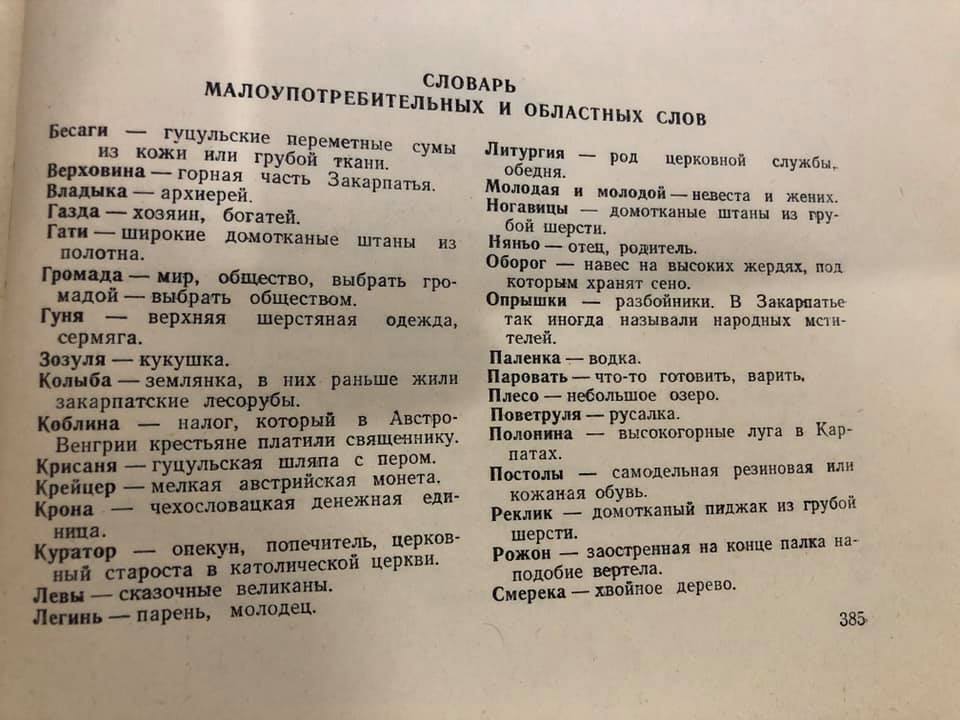 СЛОВАРЬ
МАЛОУПОТРЕБИТЕЛЬНЫХ И ОБЛАСТНЫХ СЛОВ
Бесаги — гуцульские переметные сумы
из кожи или грубой ткани.
Верховина — горная часть Закарпатья.
Владыка — архиерей.
Газда — хозяин, богатей.
Гати — широкие домотканые штаны из
полотна.
Громада — мир, общество, выбрать гро-
мадой — выбрать обществом.
Гуня — верхняя шерстяная одежда,
сермяга.
Зозуля — кукушка.
Колыба — землянка, в них раньше жили
закарпатские лесорубы.
Коблина — налог, который в Австро-
Венгрии крестьяне платили священнику.
Крисаня — гуцульская шляпа с пером.
Крейцер — мелкая австрийская монета.
Крона — чехословацкая денежная еди-
ница.
Куратор — опекун, попечитель, церков-
ный староста в католической церкви.
Левы — сказочные великаны.
Легинь — парень, молодец.
Литургия — род церковной службы,
обедня.
Молодая и молодой — невеста и жених.
Ногавицы — домотканые штаны из гру-
бой шерсти.
Няньо — отец, родитель.
Оборог — навес на высоких жердях, под
которым хранят сено.
Опрышки — разбойники. В Закарпатье
так иногда называли народных мсти-
телей.
Паленка — водка.
Паровать — что-то готовить, варить.
Плесо — небольшое озеро.
Поветруля — русалка.
Полонина — высокогорные луга в Кар-
патах.
Постолы — самодельная резиновая или
кожаная обувь.
Реклик — домотканый пиджак из грубой
шерсти.
Рожон — заостренная на конце палка на-
подобие вертела.
Смерека — хвойное дерево.
385